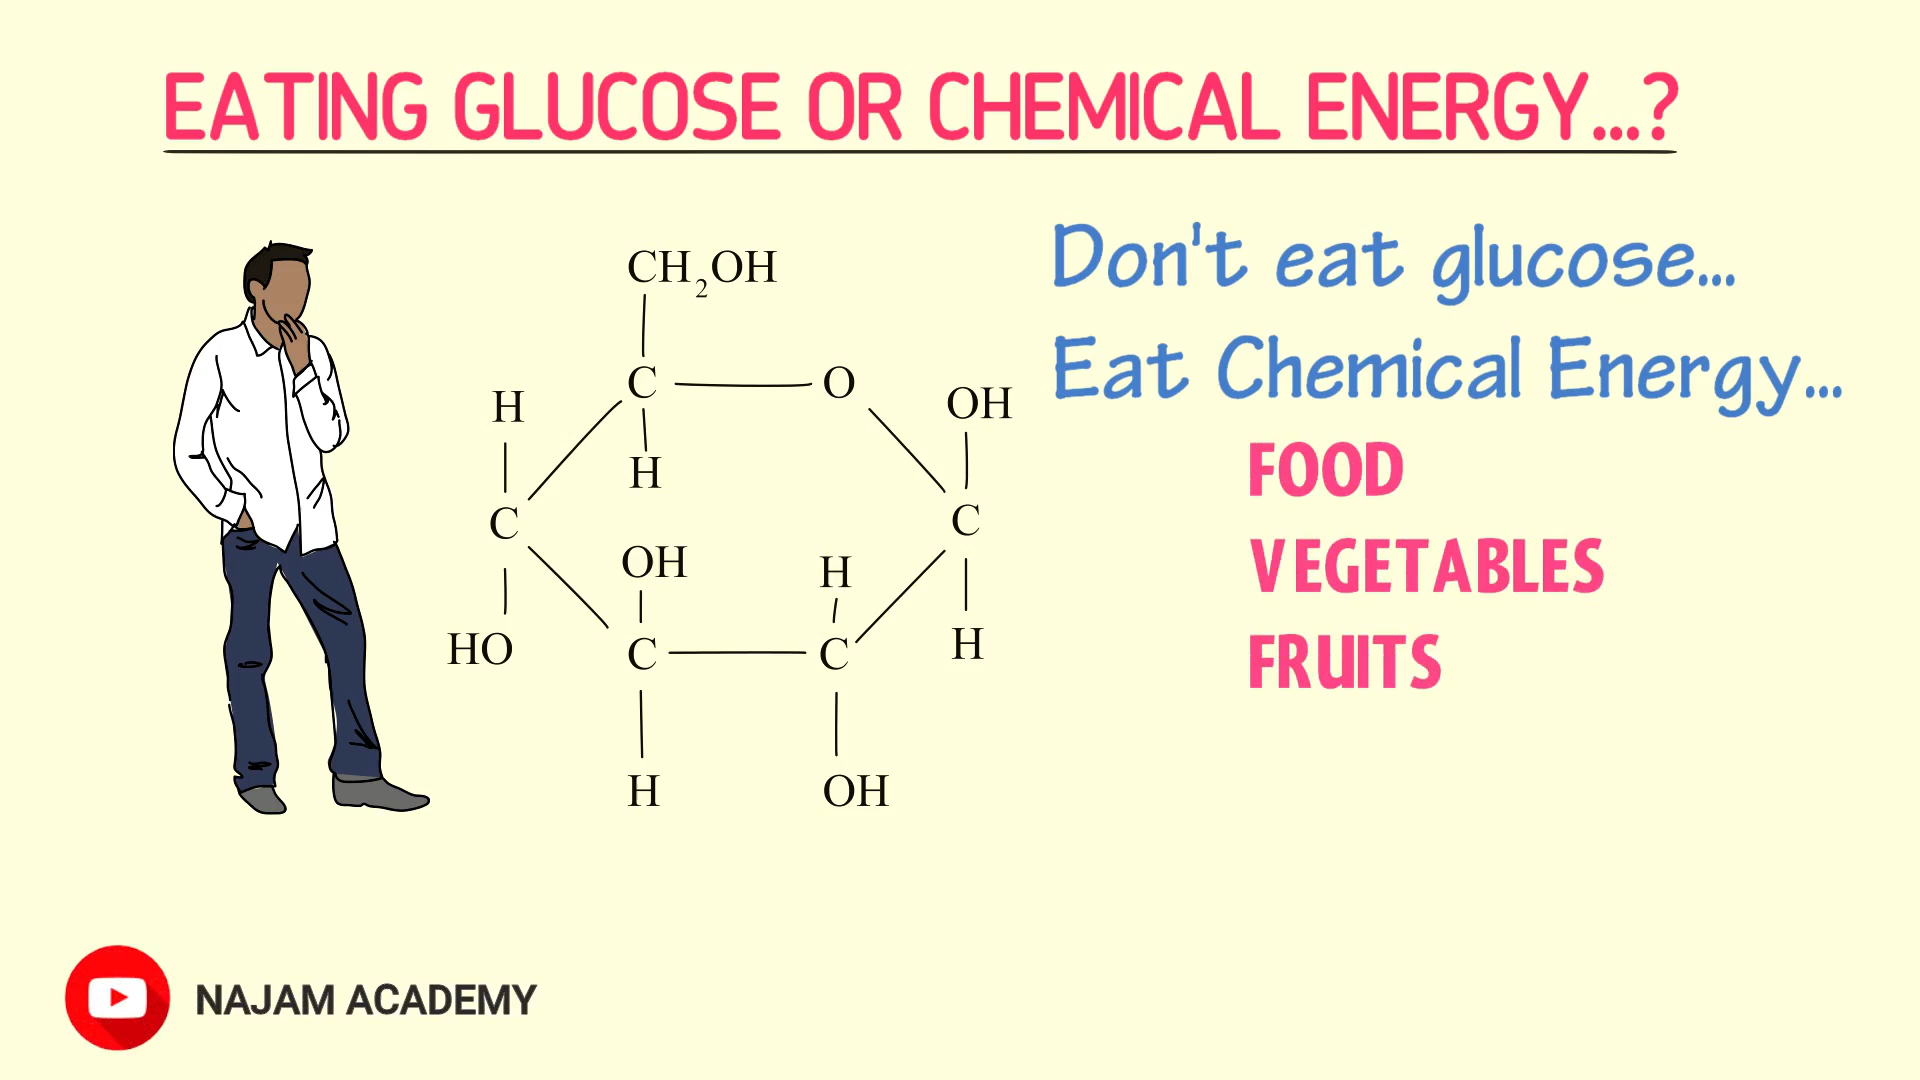 EATING GLUCOSE OR CHEMICAL ENERGY...?
Don't eat glucose...
Eat Chemical Energy...
FOOD
VEGETABLES
FRUITS
CH₂OH
C O
H OH
H
C C
OH H
HO C C H
H OH
NAJAM ACADEMY